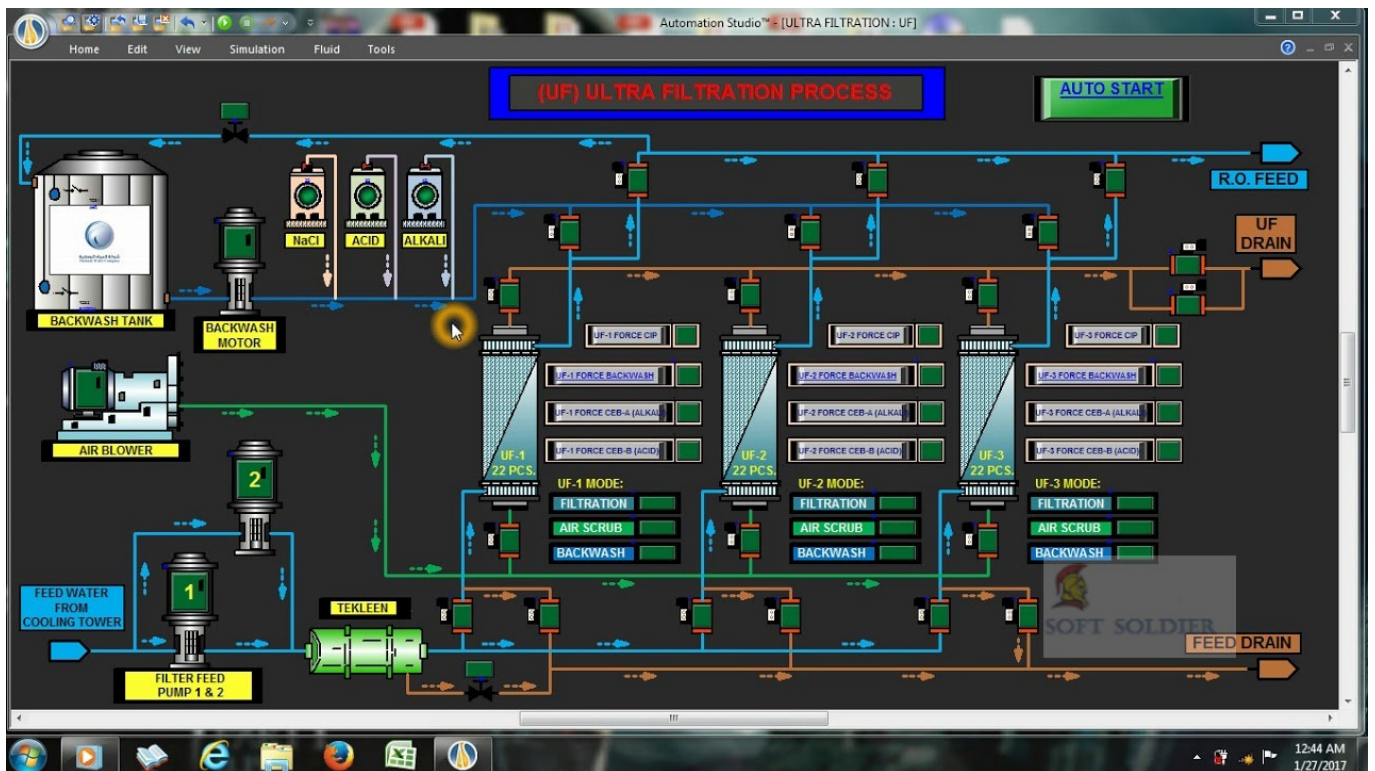 Automation Studio™ - [ULTRA FILTRATION : UF]
Home Edit View Simulation Fluid Tools
(UF) ULTRA FILTRATION PROCESS
AUTO START
R.O. FEED
UF
DRAIN
NaCl ACID ALKALI
BACKWASH TANK
BACKWASH
MOTOR
UF-1 FORCE CIP
UF-2 FORCE CIP
UF-3 FORCE CIP
UF-1 FORCE BACKWASH
UF-2 FORCE BACKWASH
UF-3 FORCE BACKWASH
UF-1 FORCE CEB-A (ALKALI)
UF-2 FORCE CEB-A (ALKALI)
UF-3 FORCE CEB-A (ALKALI)
UF-1 FORCE CEB-B (ACID)
UF-2 FORCE CEB-B (ACID)
UF-3 FORCE CEB-B (ACID)
AIR BLOWER
UF-1
22 PCS.
UF-2
22 PCS.
UF-3
22 PCS.
UF-1 MODE:
FILTRATION
AIR SCRUB
BACKWASH
UF-2 MODE:
FILTRATION
AIR SCRUB
BACKWASH
UF-3 MODE:
FILTRATION
AIR SCRUB
BACKWASH
2
1
FEED WATER
FROM
COOLING TOWER
TEKLEEN
FILTER FEED
PUMP 1 & 2
SOFT SOLDIER
FEED DRAIN
12:44 AM
1/27/2017